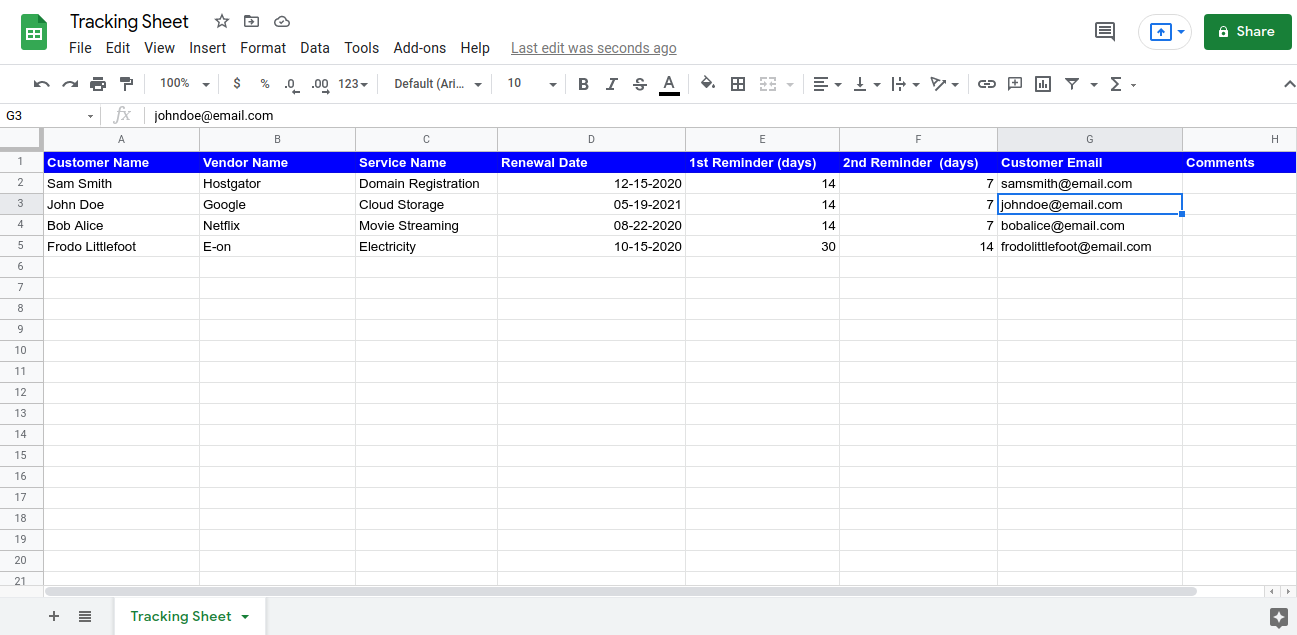 Tracking Sheet
File Edit View Insert Format Data Tools Add-ons Help Last edit was seconds ago
Share
100% $ % .0 .00 123 Default (Ari... 10 B I S A
G3 fx johndoe@email.com
A B C D E F G H
1 Customer Name Vendor Name Service Name Renewal Date 1st Reminder (days) 2nd Reminder (days) Customer Email Comments
2 Sam Smith Hostgator Domain Registration 12-15-2020 14 7 samsmith@email.com
3 John Doe Google Cloud Storage 05-19-2021 14 7 johndoe@email.com
4 Bob Alice Netflix Movie Streaming 08-22-2020 14 7 bobalice@email.com
5 Frodo Littlefoot E-on Electricity 10-15-2020 30 14 frodolittlefoot@email.com
6
7
8
9
10
11
12
13
14
15
16
17
18
19
20
21
Tracking Sheet